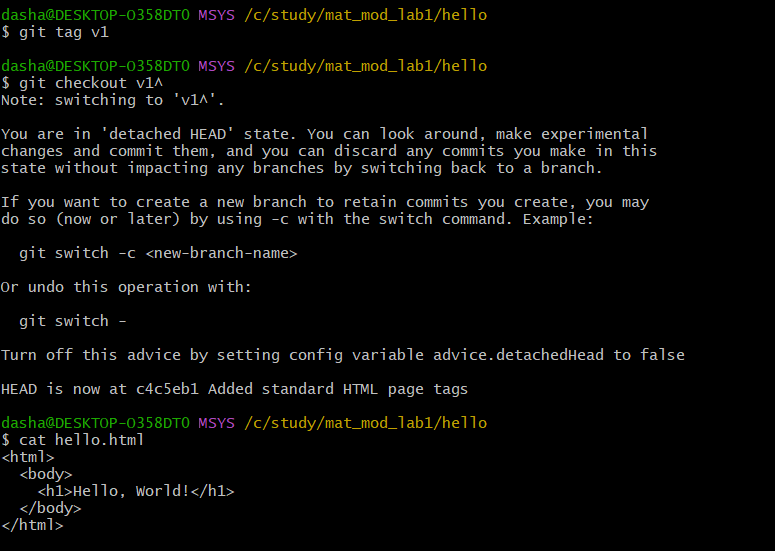 dasha@DESKTOP-O358DT0 MSYS /c/study/mat_mod_lab1/hello
$ git tag v1
dasha@DESKTOP-O358DT0 MSYS /c/study/mat_mod_lab1/hello
$ git checkout v1^
Note: switching to 'v1^'.
You are in 'detached HEAD' state. You can look around, make experimental
changes and commit them, and you can discard any commits you make in this
state without impacting any branches by switching back to a branch.
If you want to create a new branch to retain commits you create, you may
do so (now or later) by using -c with the switch command. Example:
  git switch -c <new-branch-name>
Or undo this operation with:
  git switch -
Turn off this advice by setting config variable advice.detachedHead to false
HEAD is now at c4c5eb1 Added standard HTML page tags
dasha@DESKTOP-O358DT0 MSYS /c/study/mat_mod_lab1/hello
$ cat hello.html
<html>
  <body>
    <h1>Hello, World!</h1>
  </body>
</html>